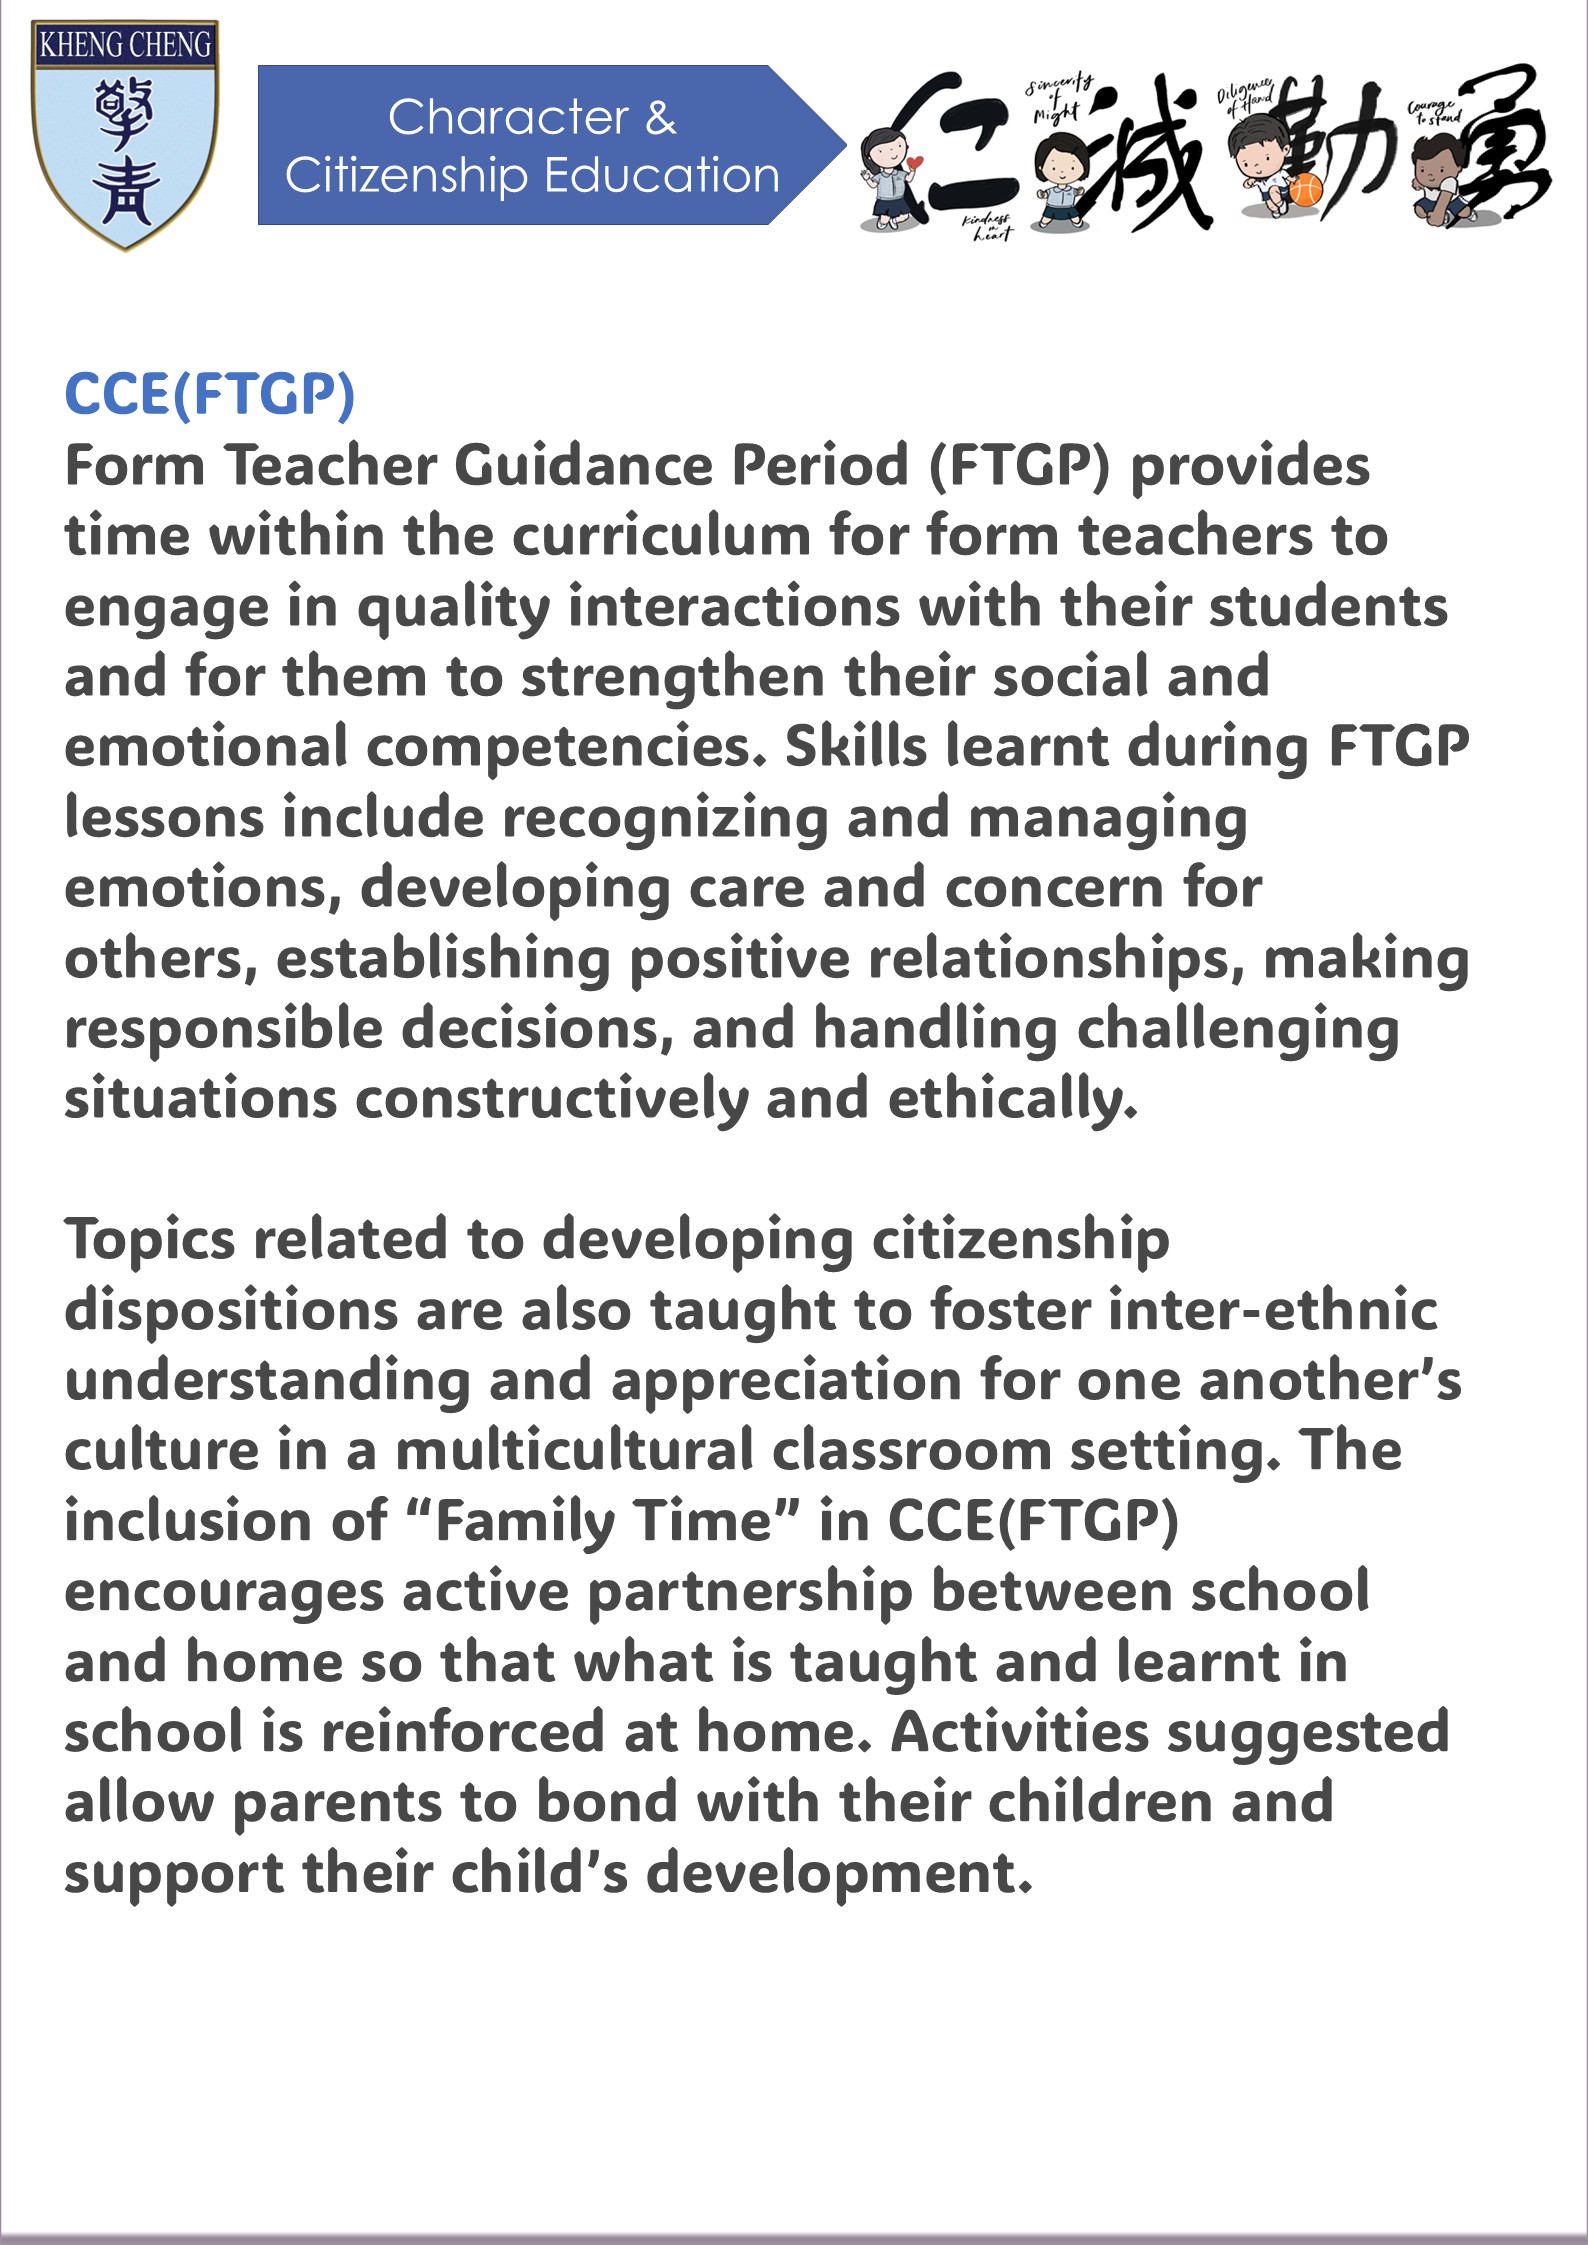 KHENG CHENG
擎青
Character &
Citizenship Education
仁 诚 勤 勇
Kindness in heart
Sincerity of Might
Diligence of Hand
Courage to stand
CCE(FTGP)
Form Teacher Guidance Period (FTGP) provides
time within the curriculum for form teachers to
engage in quality interactions with their students
and for them to strengthen their social and
emotional competencies. Skills learnt during FTGP
lessons include recognizing and managing
emotions, developing care and concern for
others, establishing positive relationships, making
responsible decisions, and handling challenging
situations constructively and ethically.
Topics related to developing citizenship
dispositions are also taught to foster inter-ethnic
understanding and appreciation for one another’s
culture in a multicultural classroom setting. The
inclusion of “Family Time” in CCE(FTGP)
encourages active partnership between school
and home so that what is taught and learnt in
school is reinforced at home. Activities suggested
allow parents to bond with their children and
support their child’s development.